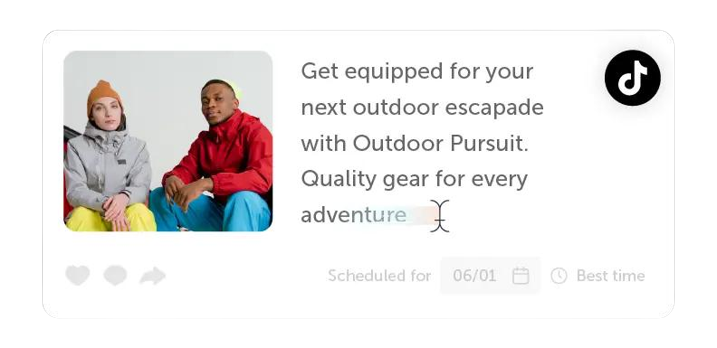 Get equipped for your
next outdoor escapade
with Outdoor Pursuit.
Quality gear for every
adventure
Scheduled for 06/01 Best time